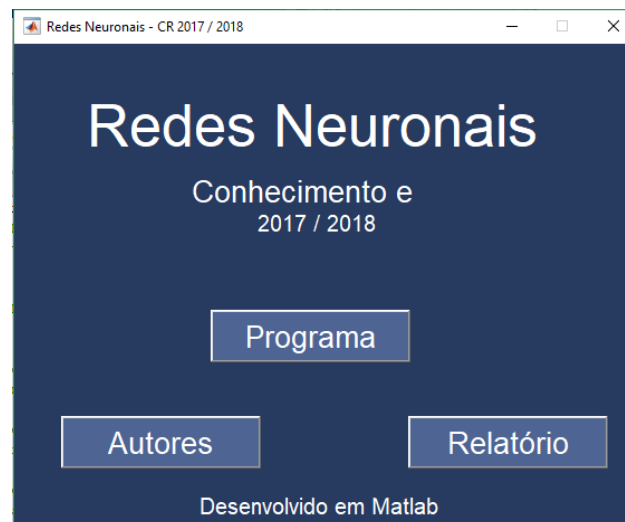 Redes Neuronais - CR 2017 / 2018
Redes Neuronais
Conhecimento e
2017 / 2018
Programa
Autores
Relatório
Desenvolvido em Matlab